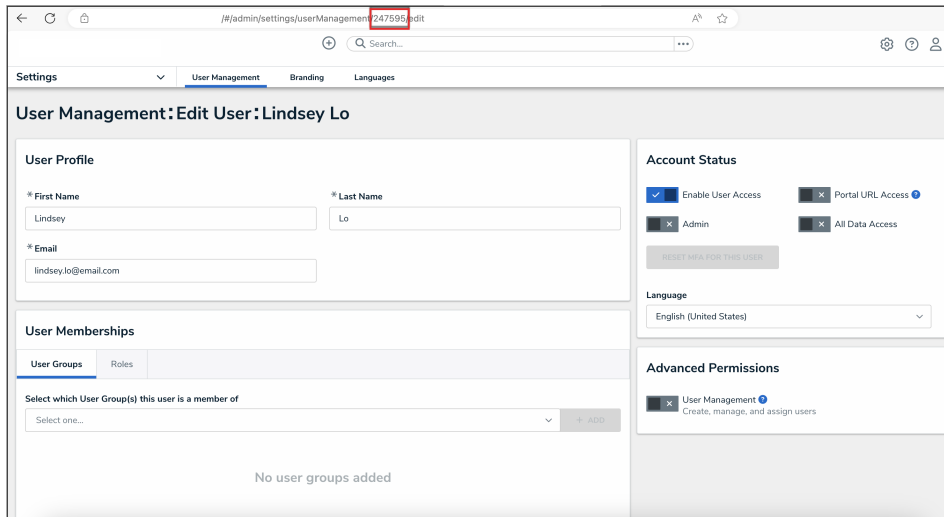 /#/admin/settings/userManagement/247595/edit
Search...
Settings User Management Branding Languages
User Management:Edit User:Lindsey Lo
User Profile
*First Name *Last Name
Lindsey Lo
*Email
lindsey.lo@email.com
User Memberships
User Groups Roles
Select which User Group(s) this user is a member of
Select one... + ADD
No user groups added
Account Status
Enable User Access Portal URL Access ?
Admin All Data Access
RESET MFA FOR THIS USER
Language
English (United States)
Advanced Permissions
User Management ?
Create, manage, and assign users